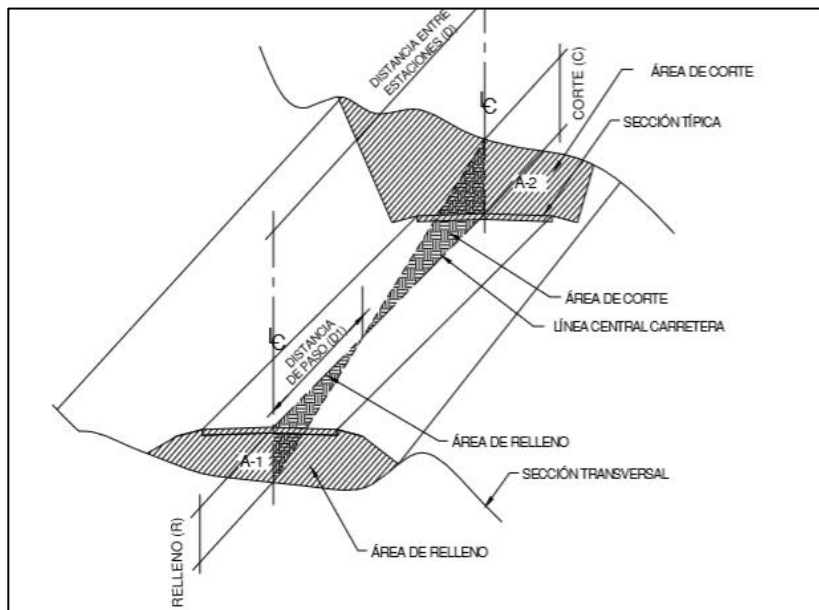 DISTANCIA ENTRE
ESTACIONES (D)
℄
CORTE (C)
ÁREA DE CORTE
SECCIÓN TÍPICA
A-2
ÁREA DE CORTE
LÍNEA CENTRAL CARRETERA
℄
DISTANCIA
DE PASO (D1)
ÁREA DE RELLENO
A-1
SECCIÓN TRANSVERSAL
RELLENO (R)
ÁREA DE RELLENO